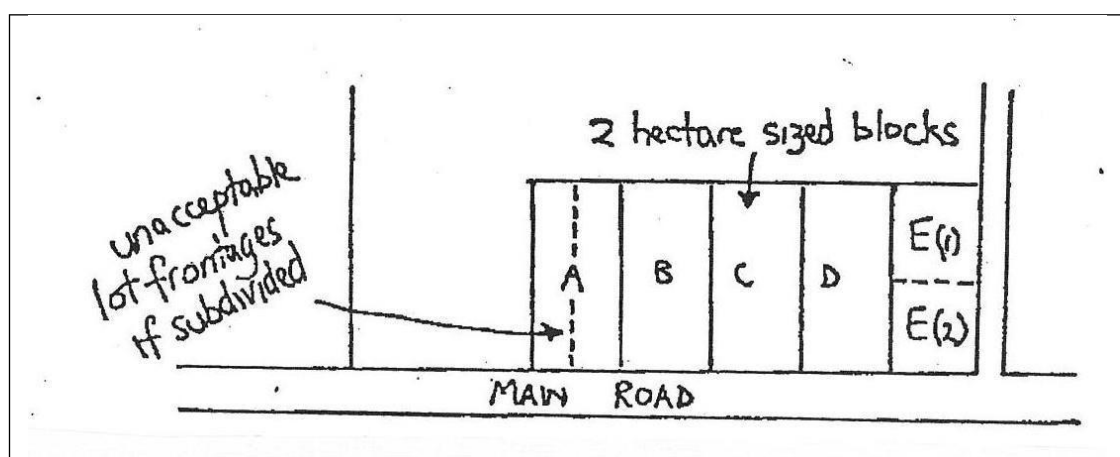 2 hectare sized blocks
unacceptable
lot frontages
if subdivided
A
B
C
D
E(1)
E(2)
MAIN ROAD